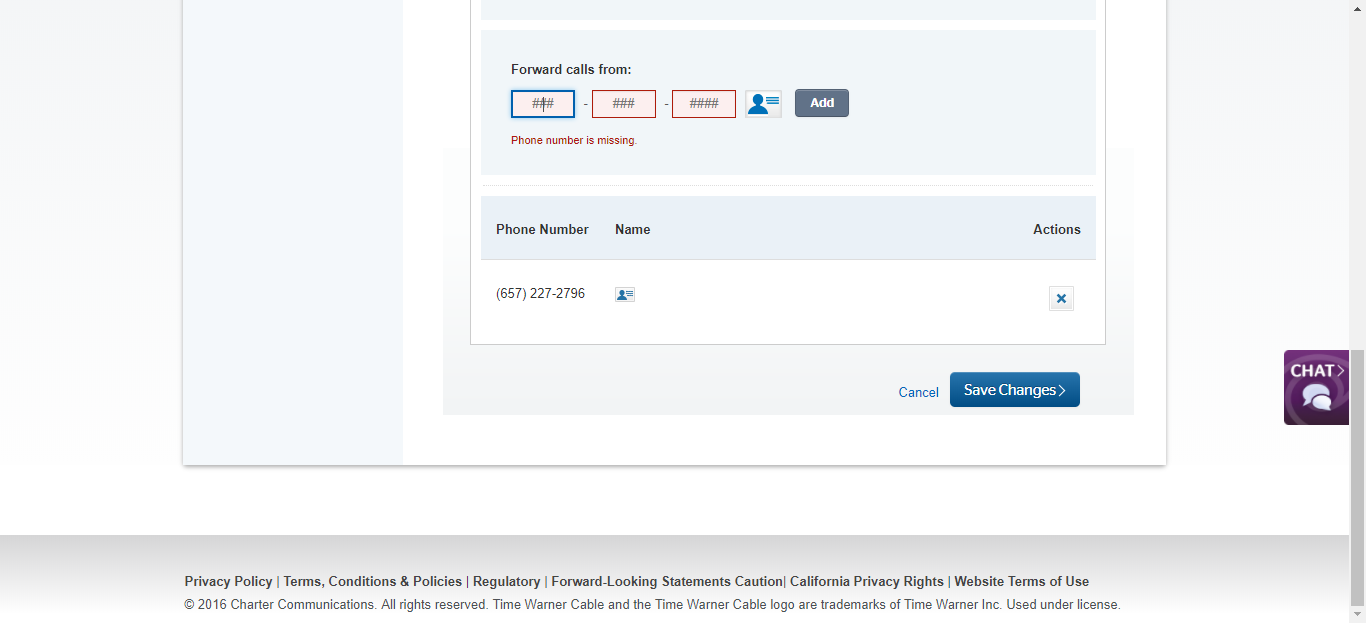 Forward calls from:
### - ### - #### Add
Phone number is missing.
Phone Number Name Actions
(657) 227-2796
CHAT
Cancel Save Changes
Privacy Policy | Terms, Conditions & Policies | Regulatory | Forward-Looking Statements Caution| California Privacy Rights | Website Terms of Use
© 2016 Charter Communications. All rights reserved. Time Warner Cable and the Time Warner Cable logo are trademarks of Time Warner Inc. Used under license.